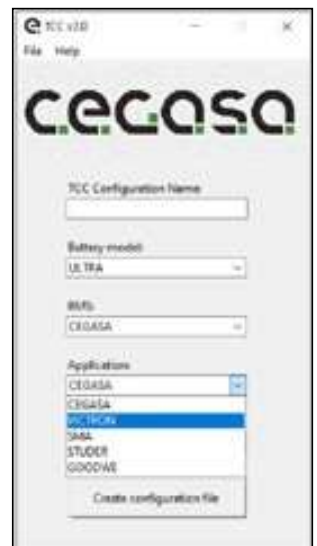 TCC v3.0
File Help
cegasa
TCC Configuration Name
Battery model:
ULTRA
BMS:
CEGASA
Application:
CEGASA
CEGASA
VICTRON
SMA
STUDER
GOODWE
Create configuration file